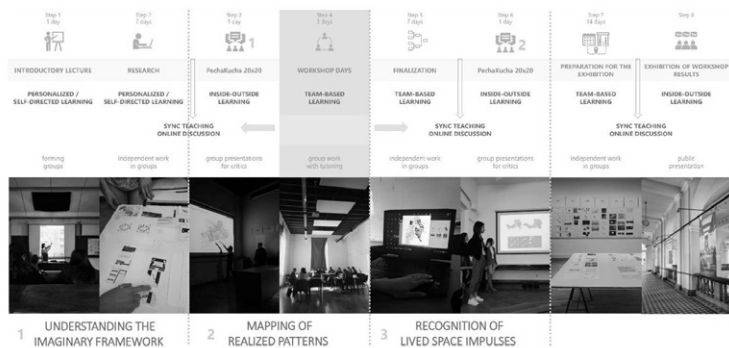 Step 1
1 day
Step 2
7 days
Step 3
1 day
Step 4
2 days
Step 5
7 days
Step 6
1 day
Step 7
14 days
Step 8
1
2
INTRODUCTORY LECTURE
RESEARCH
PechaKucha 20x20
WORKSHOP DAYS
FINALIZATION
PechaKucha 20x20
PREPARATION FOR THE
EXHIBITION
EXHIBITION OF WORKSHOP
RESULTS
PERSONALIZED /
SELF-DIRECTED LEARNING
PERSONALIZED /
SELF-DIRECTED LEARNING
INSIDE-OUTSIDE
LEARNING
TEAM-BASED
LEARNING
TEAM-BASED
LEARNING
INSIDE-OUTSIDE
LEARNING
TEAM-BASED
LEARNING
INSIDE-OUTSIDE
LEARNING
SYNC TEACHING
ONLINE DISCUSSION
SYNC TEACHING
ONLINE DISCUSSION
SYNC TEACHING
ONLINE DISCUSSION
forming
groups
independent work
in groups
group presentations
for critics
group work
with tutoring
independent work
in groups
group presentations
for critics
independent work
in groups
public
presentation
1 UNDERSTANDING THE
IMAGINARY FRAMEWORK
2 MAPPING OF
REALIZED PATTERNS
3 RECOGNITION OF
LIVED SPACE IMPULSES